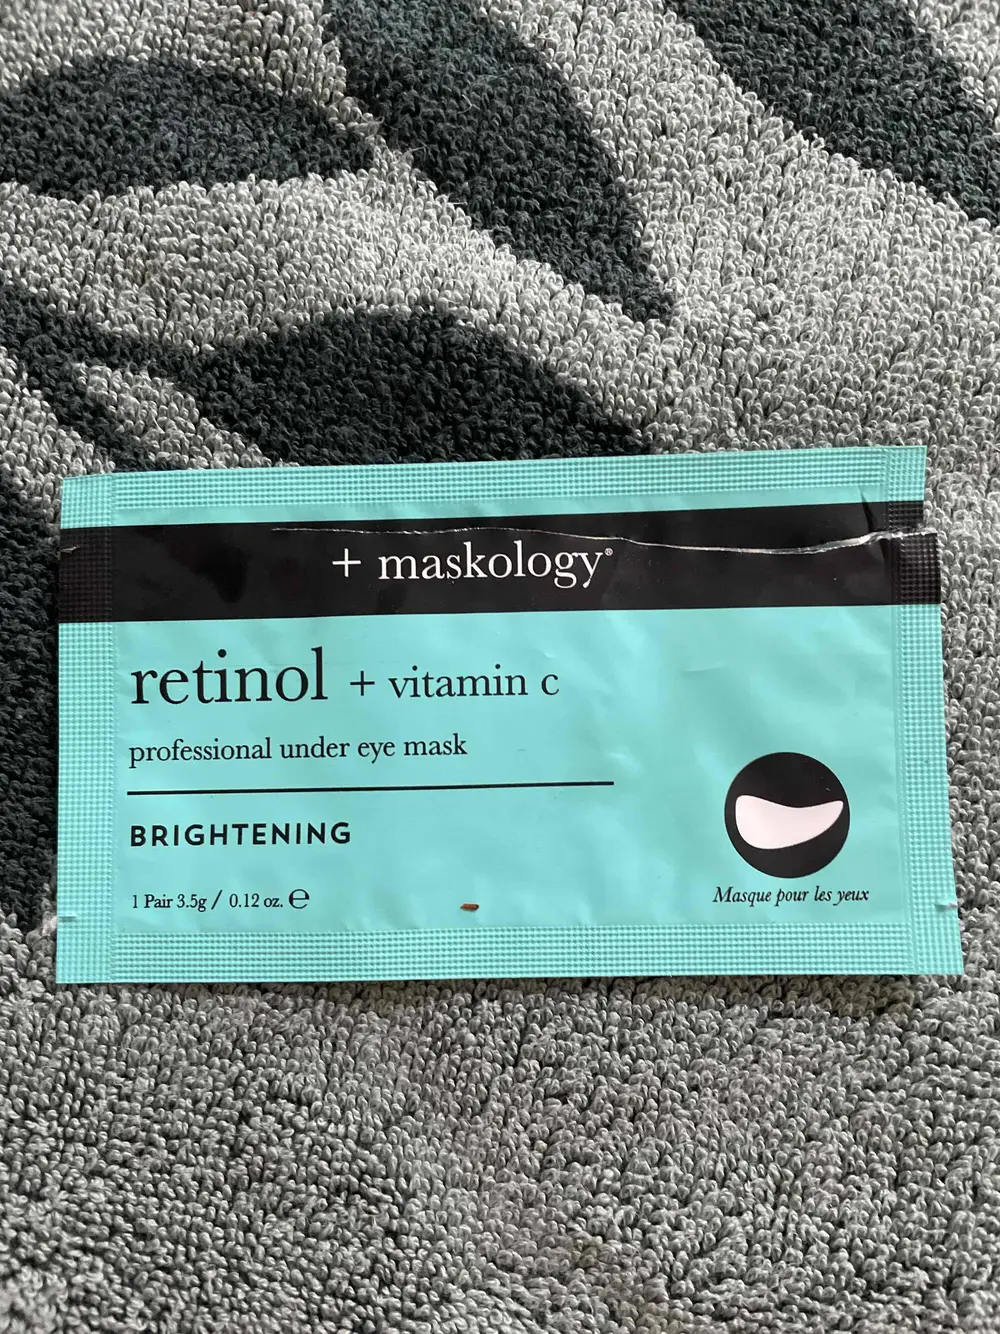 + maskology®
retinol + vitamin c
professional under eye mask
BRIGHTENING
1 Pair 3.5g / 0.12 oz. ℮
Masque pour les yeux